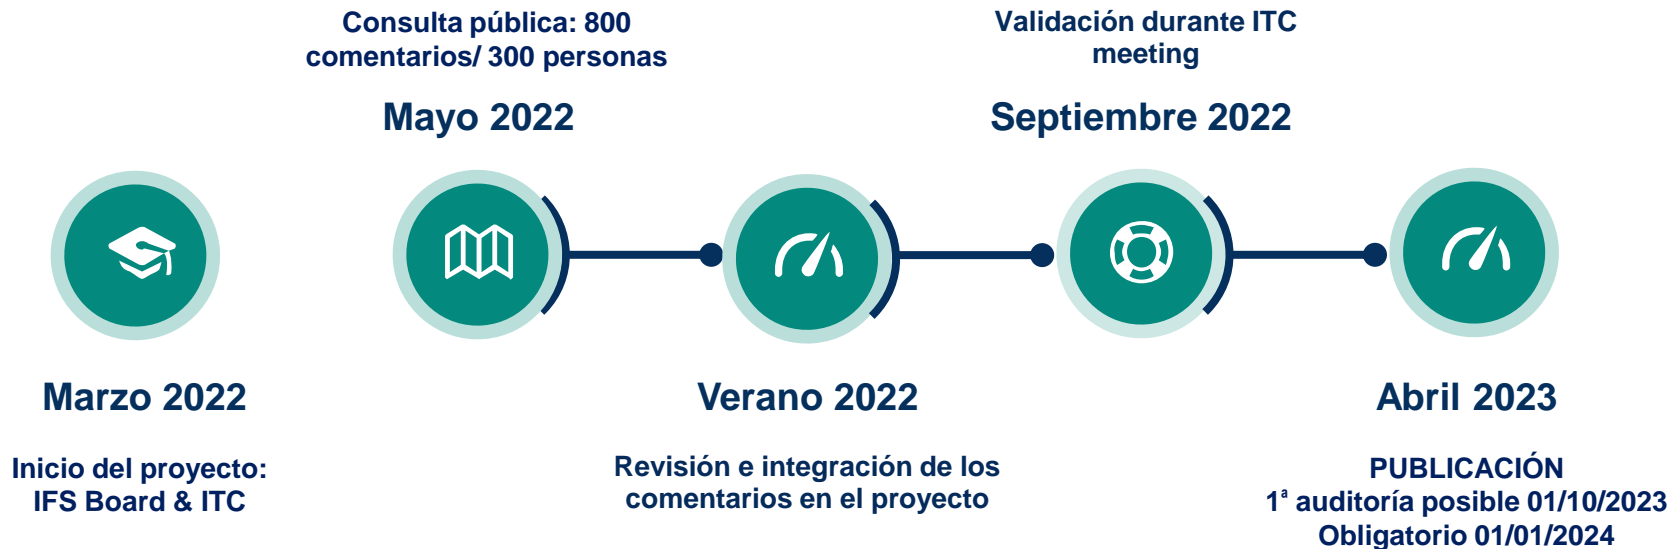 Consulta pública: 800
comentarios/ 300 personas
Mayo 2022
Validación durante ITC
meeting
Septiembre 2022
Marzo 2022
Inicio del proyecto:
IFS Board & ITC
Verano 2022
Revisión e integración de los
comentarios en el proyecto
Abril 2023
PUBLICACIÓN
1ª auditoría posible 01/10/2023
Obligatorio 01/01/2024